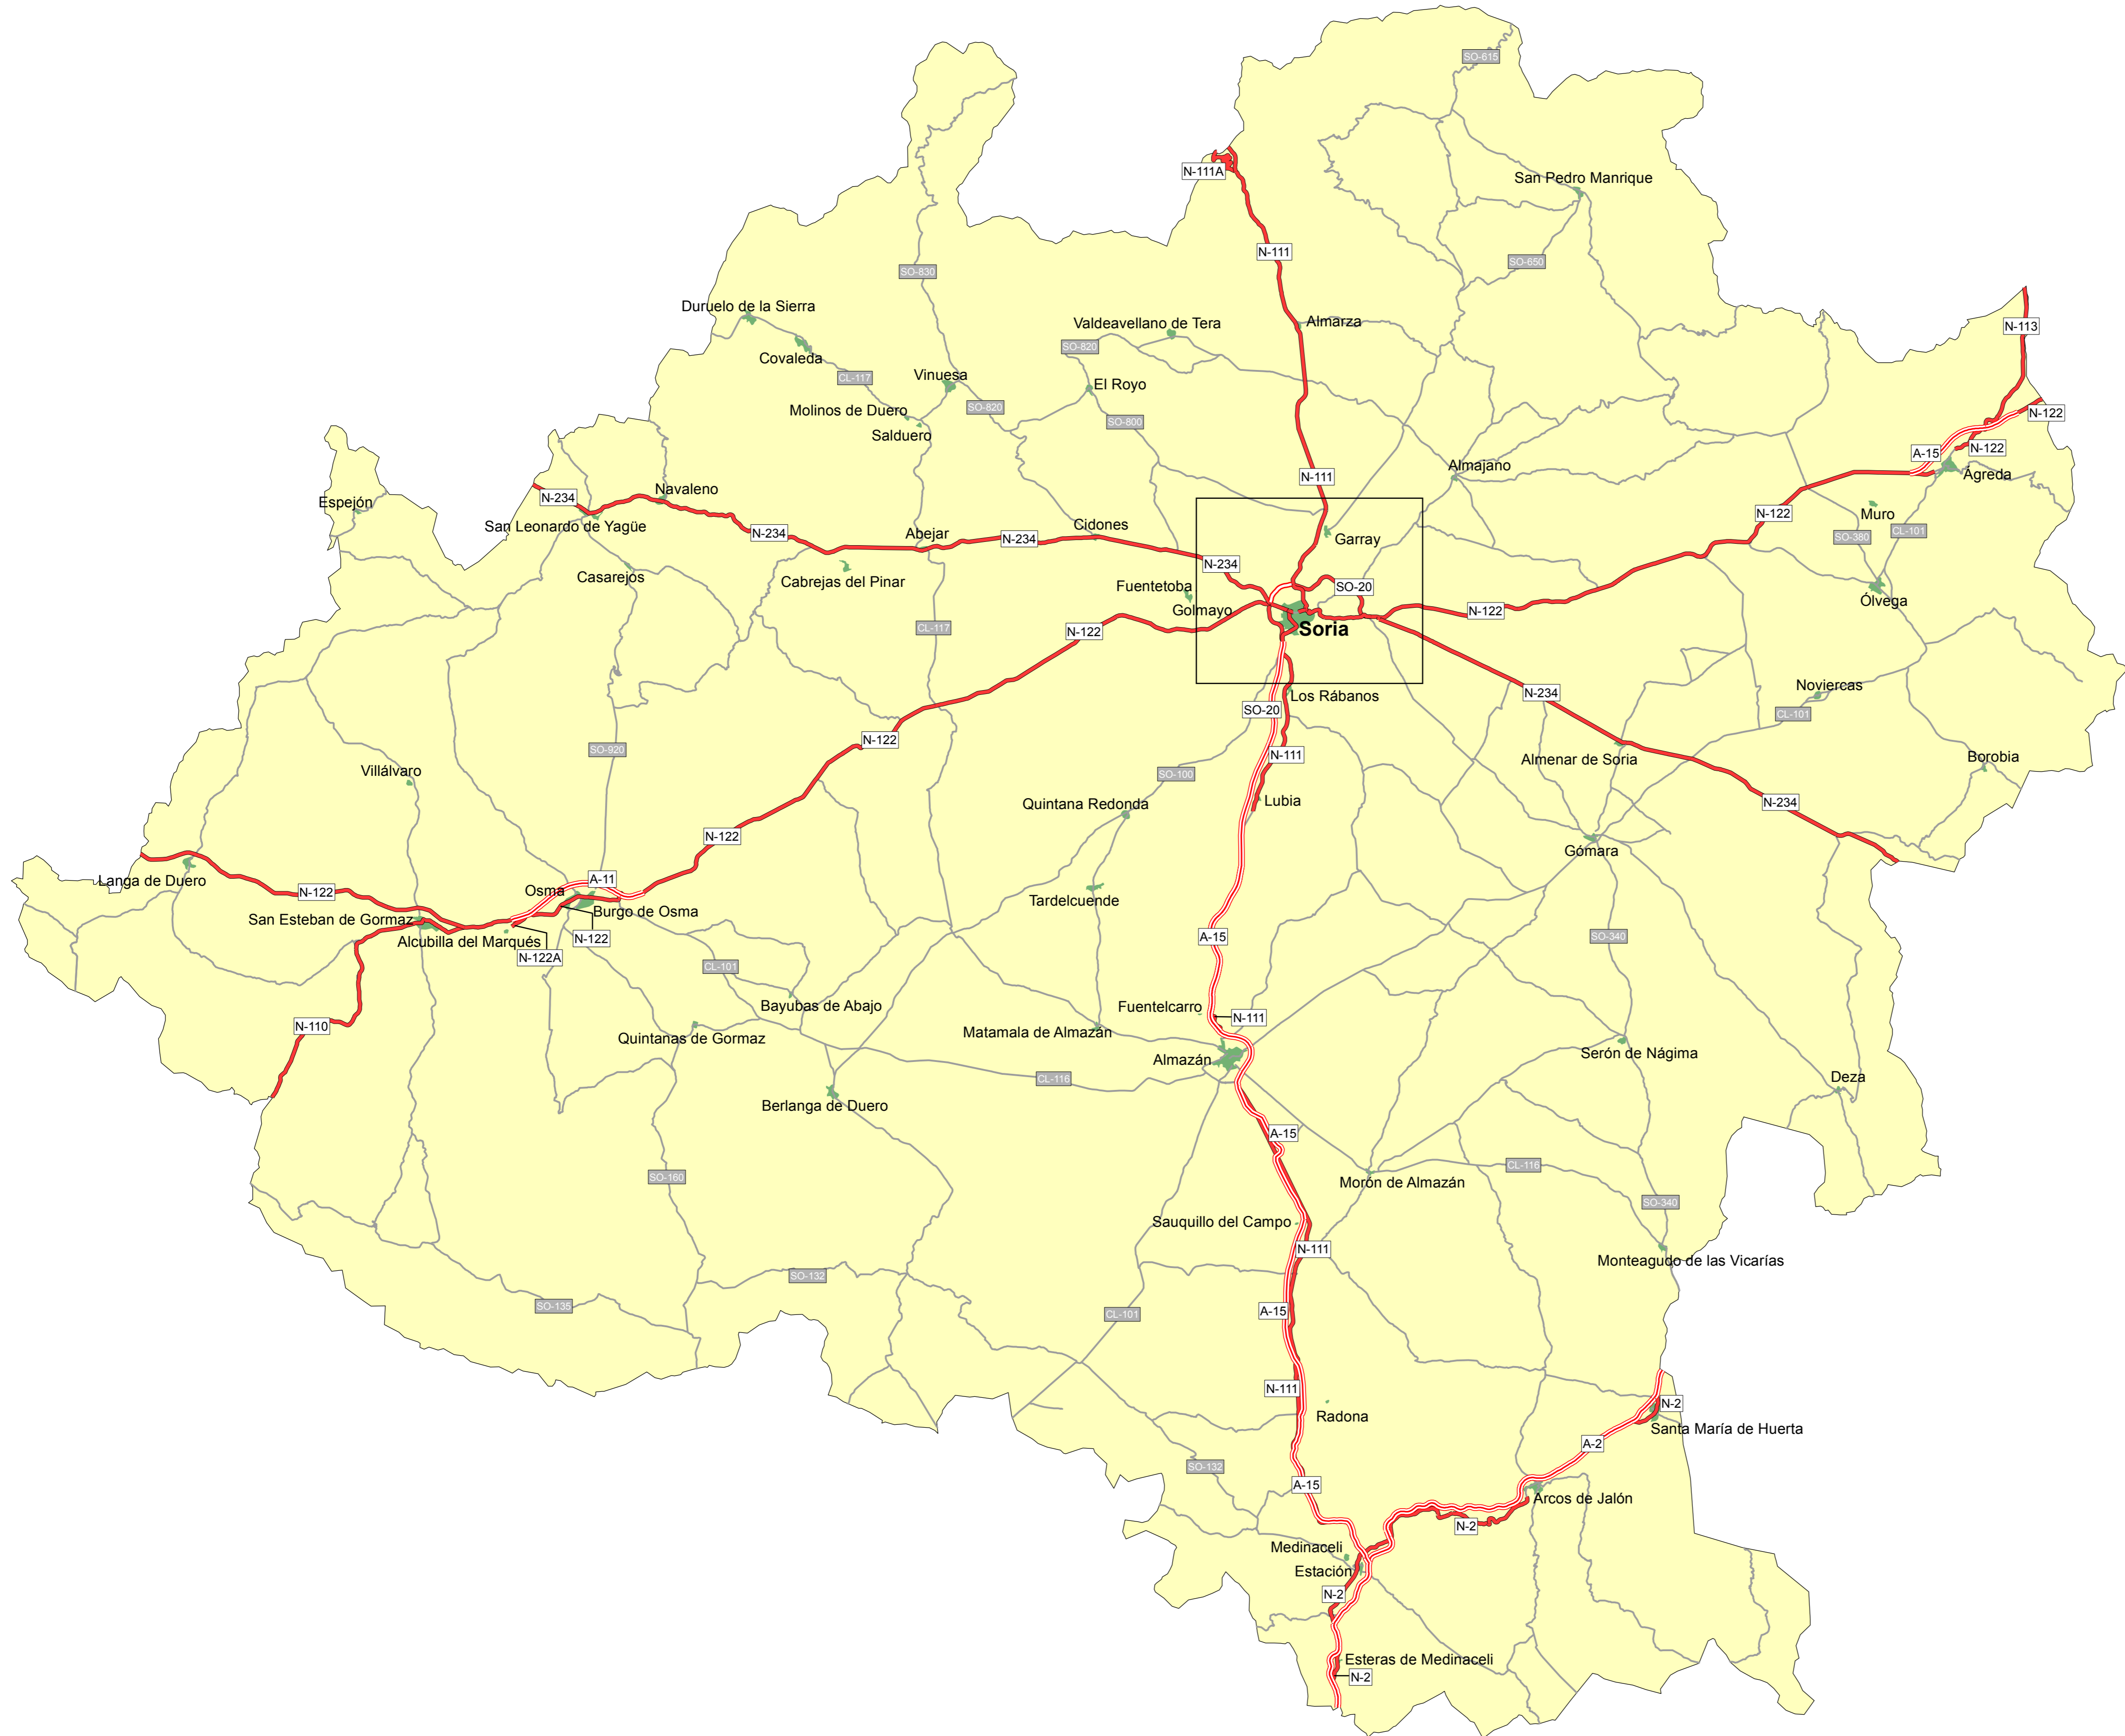 SO-615
N-111A
San Pedro Manrique
N-111
SO-650
SO-830
Duruelo de la Sierra
Valdeavellano de Tera
Almarza
N-113
SO-820
Covaleda
CL-117
Vinuesa
El Royo
SO-820
Molinos de Duero
SO-800
N-122
Salduero
N-122
A-15
Almajano
Ágreda
N-111
Navaleno
N-234
Espejón
San Leonardo de Yagüe
Muro
N-122
N-234
Abejar
N-234
Cidones
Garray
SO-380
CL-101
Casarejos
Cabrejas del Pinar
N-234
Fuentetoba
SO-20
Ólvega
Golmayo
N-122
CL-117
N-122
Soria
Noviercas
Los Rábanos
N-234
SO-20
CL-101
N-122
SO-920
N-111
Almenar de Soria
Borobia
Villálvaro
SO-100
Quintana Redonda
Lubia
N-234
N-122
Gómara
Langa de Duero
N-122
A-11
Osma
Tardelcuende
Burgo de Osma
San Esteban de Gormaz
Alcubilla del Marqués
N-122
A-15
SO-340
N-122A
CL-101
Bayubas de Abajo
Fuentelcarro
N-111
N-110
Quintanas de Gormaz
Matamala de Almazán
Almazán
Serón de Nágima
CL-116
Deza
Berlanga de Duero
A-15
CL-116
SO-160
Morón de Almazán
SO-340
Sauquillo del Campo
N-111
Monteagudo de las Vicarías
SO-132
SO-135
CL-101
A-15
N-111
N-2
Radona
Santa María de Huerta
A-2
SO-132
A-15
Arcos de Jalón
N-2
Medinaceli
Estación
N-2
Esteras de Medinaceli
N-2